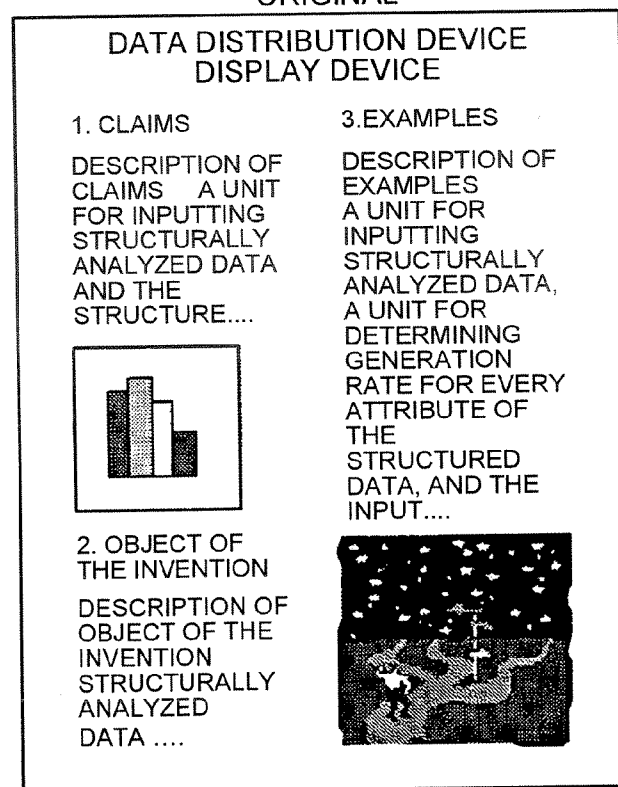 ORIGINAL
DATA DISTRIBUTION DEVICE
DISPLAY DEVICE
1. CLAIMS
DESCRIPTION OF
CLAIMS A UNIT
FOR INPUTTING
STRUCTURALLY
ANALYZED DATA
AND THE
STRUCTURE....
2. OBJECT OF
THE INVENTION
DESCRIPTION OF
OBJECT OF THE
INVENTION
STRUCTURALLY
ANALYZED
DATA ....
3.EXAMPLES
DESCRIPTION OF
EXAMPLES
A UNIT FOR
INPUTTING
STRUCTURALLY
ANALYZED DATA,
A UNIT FOR
DETERMINING
GENERATION
RATE FOR EVERY
ATTRIBUTE OF
THE
STRUCTURED
DATA, AND THE
INPUT....